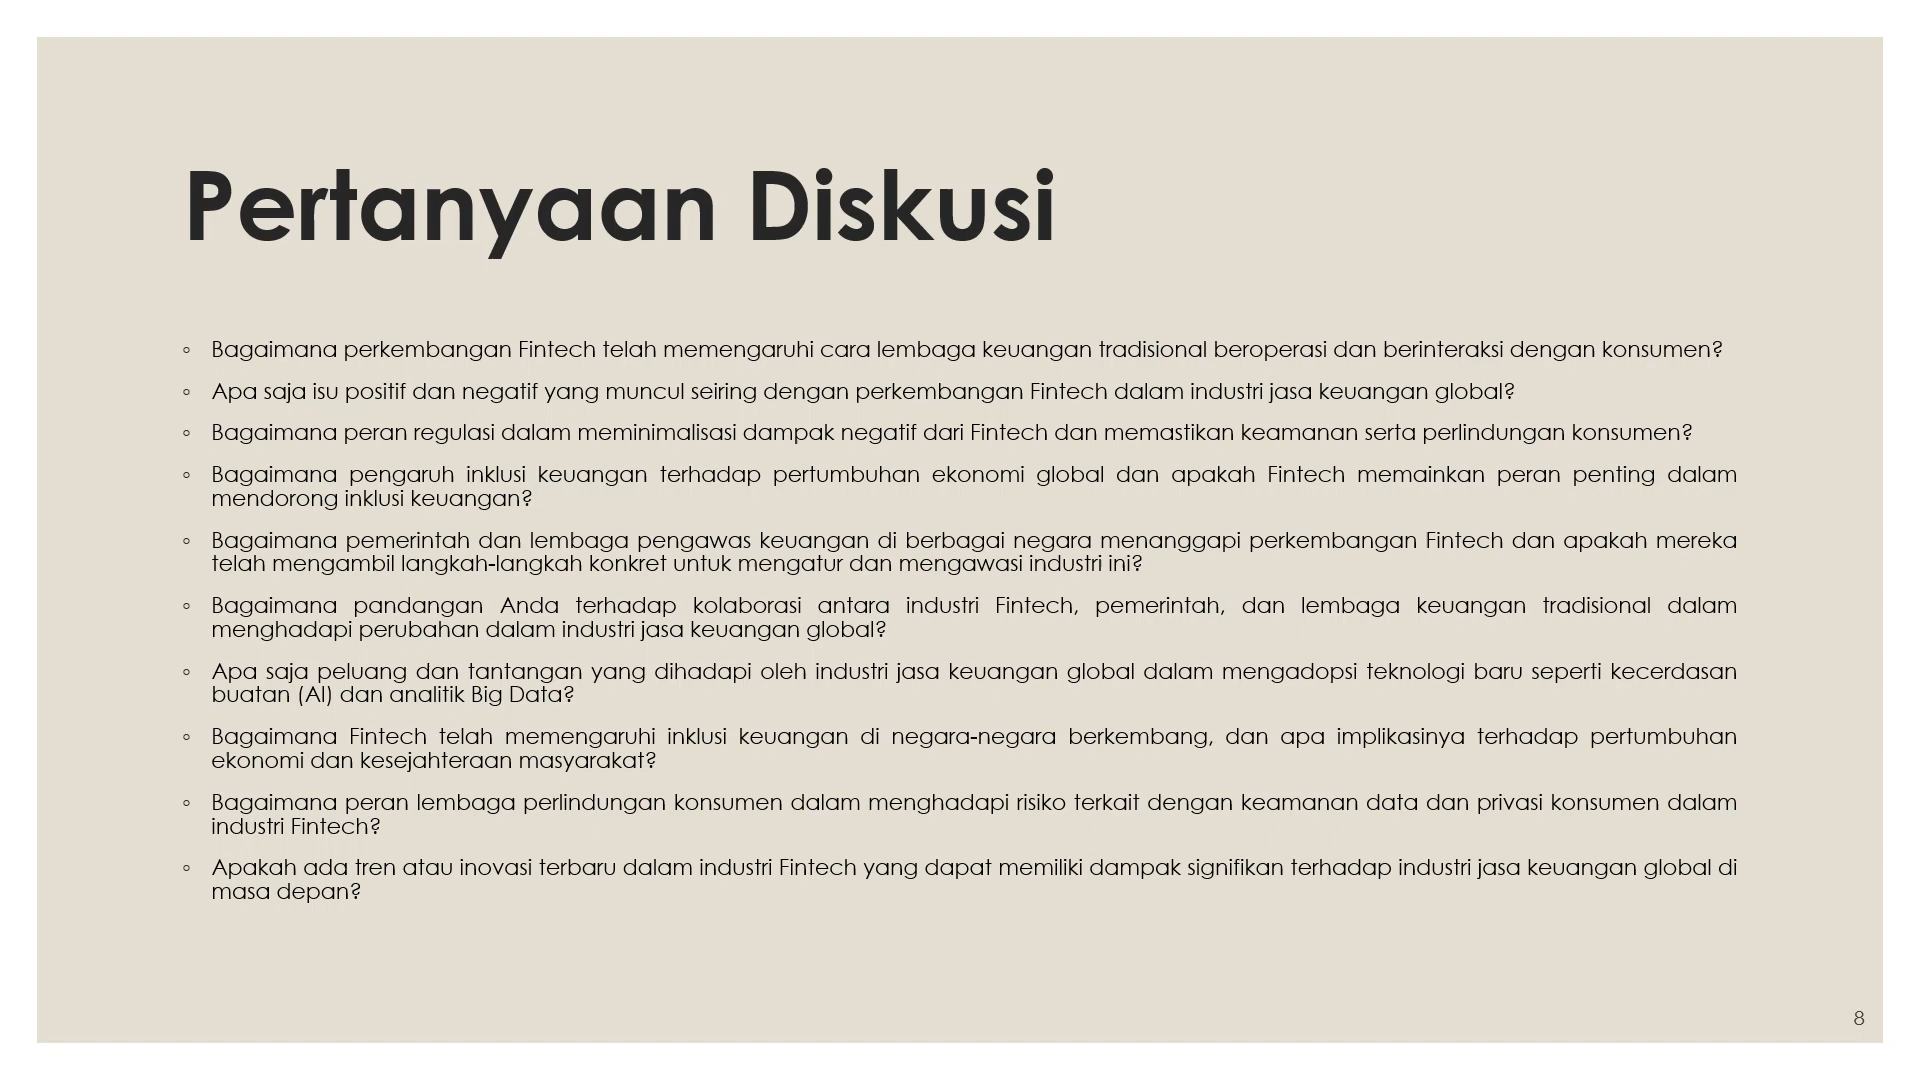 Pertanyaan Diskusi
◦ Bagaimana perkembangan Fintech telah memengaruhi cara lembaga keuangan tradisional beroperasi dan berinteraksi dengan konsumen?
◦ Apa saja isu positif dan negatif yang muncul seiring dengan perkembangan Fintech dalam industri jasa keuangan global?
◦ Bagaimana peran regulasi dalam meminimalisasi dampak negatif dari Fintech dan memastikan keamanan serta perlindungan konsumen?
◦ Bagaimana pengaruh inklusi keuangan terhadap pertumbuhan ekonomi global dan apakah Fintech memainkan peran penting dalam
mendorong inklusi keuangan?
◦ Bagaimana pemerintah dan lembaga pengawas keuangan di berbagai negara menanggapi perkembangan Fintech dan apakah mereka
telah mengambil langkah-langkah konkret untuk mengatur dan mengawasi industri ini?
◦ Bagaimana pandangan Anda terhadap kolaborasi antara industri Fintech, pemerintah, dan lembaga keuangan tradisional dalam
menghadapi perubahan dalam industri jasa keuangan global?
◦ Apa saja peluang dan tantangan yang dihadapi oleh industri jasa keuangan global dalam mengadopsi teknologi baru seperti kecerdasan
buatan (AI) dan analitik Big Data?
◦ Bagaimana Fintech telah memengaruhi inklusi keuangan di negara-negara berkembang, dan apa implikasinya terhadap pertumbuhan
ekonomi dan kesejahteraan masyarakat?
◦ Bagaimana peran lembaga perlindungan konsumen dalam menghadapi risiko terkait dengan keamanan data dan privasi konsumen dalam
industri Fintech?
◦ Apakah ada tren atau inovasi terbaru dalam industri Fintech yang dapat memiliki dampak signifikan terhadap industri jasa keuangan global di
masa depan?
8